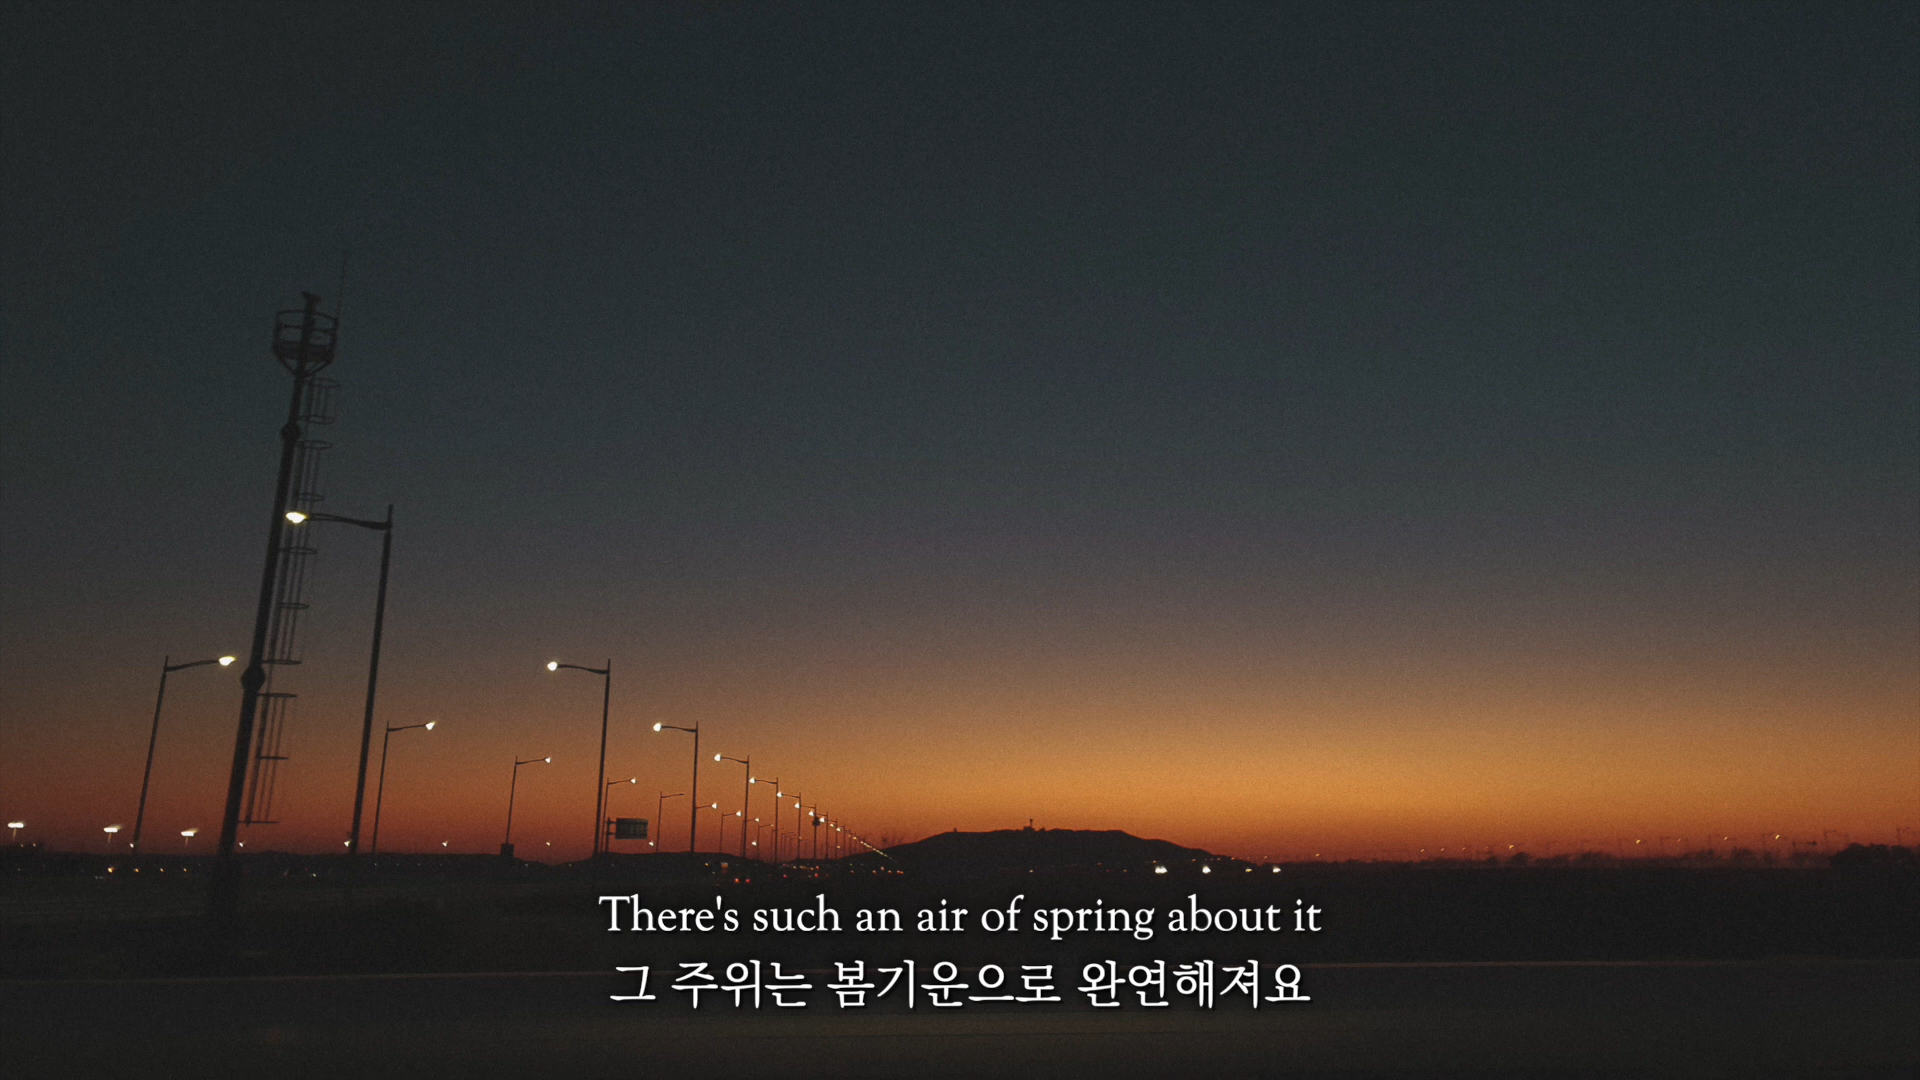 There's such an air of spring about it
그 주위는 봄기운으로 완연해져요